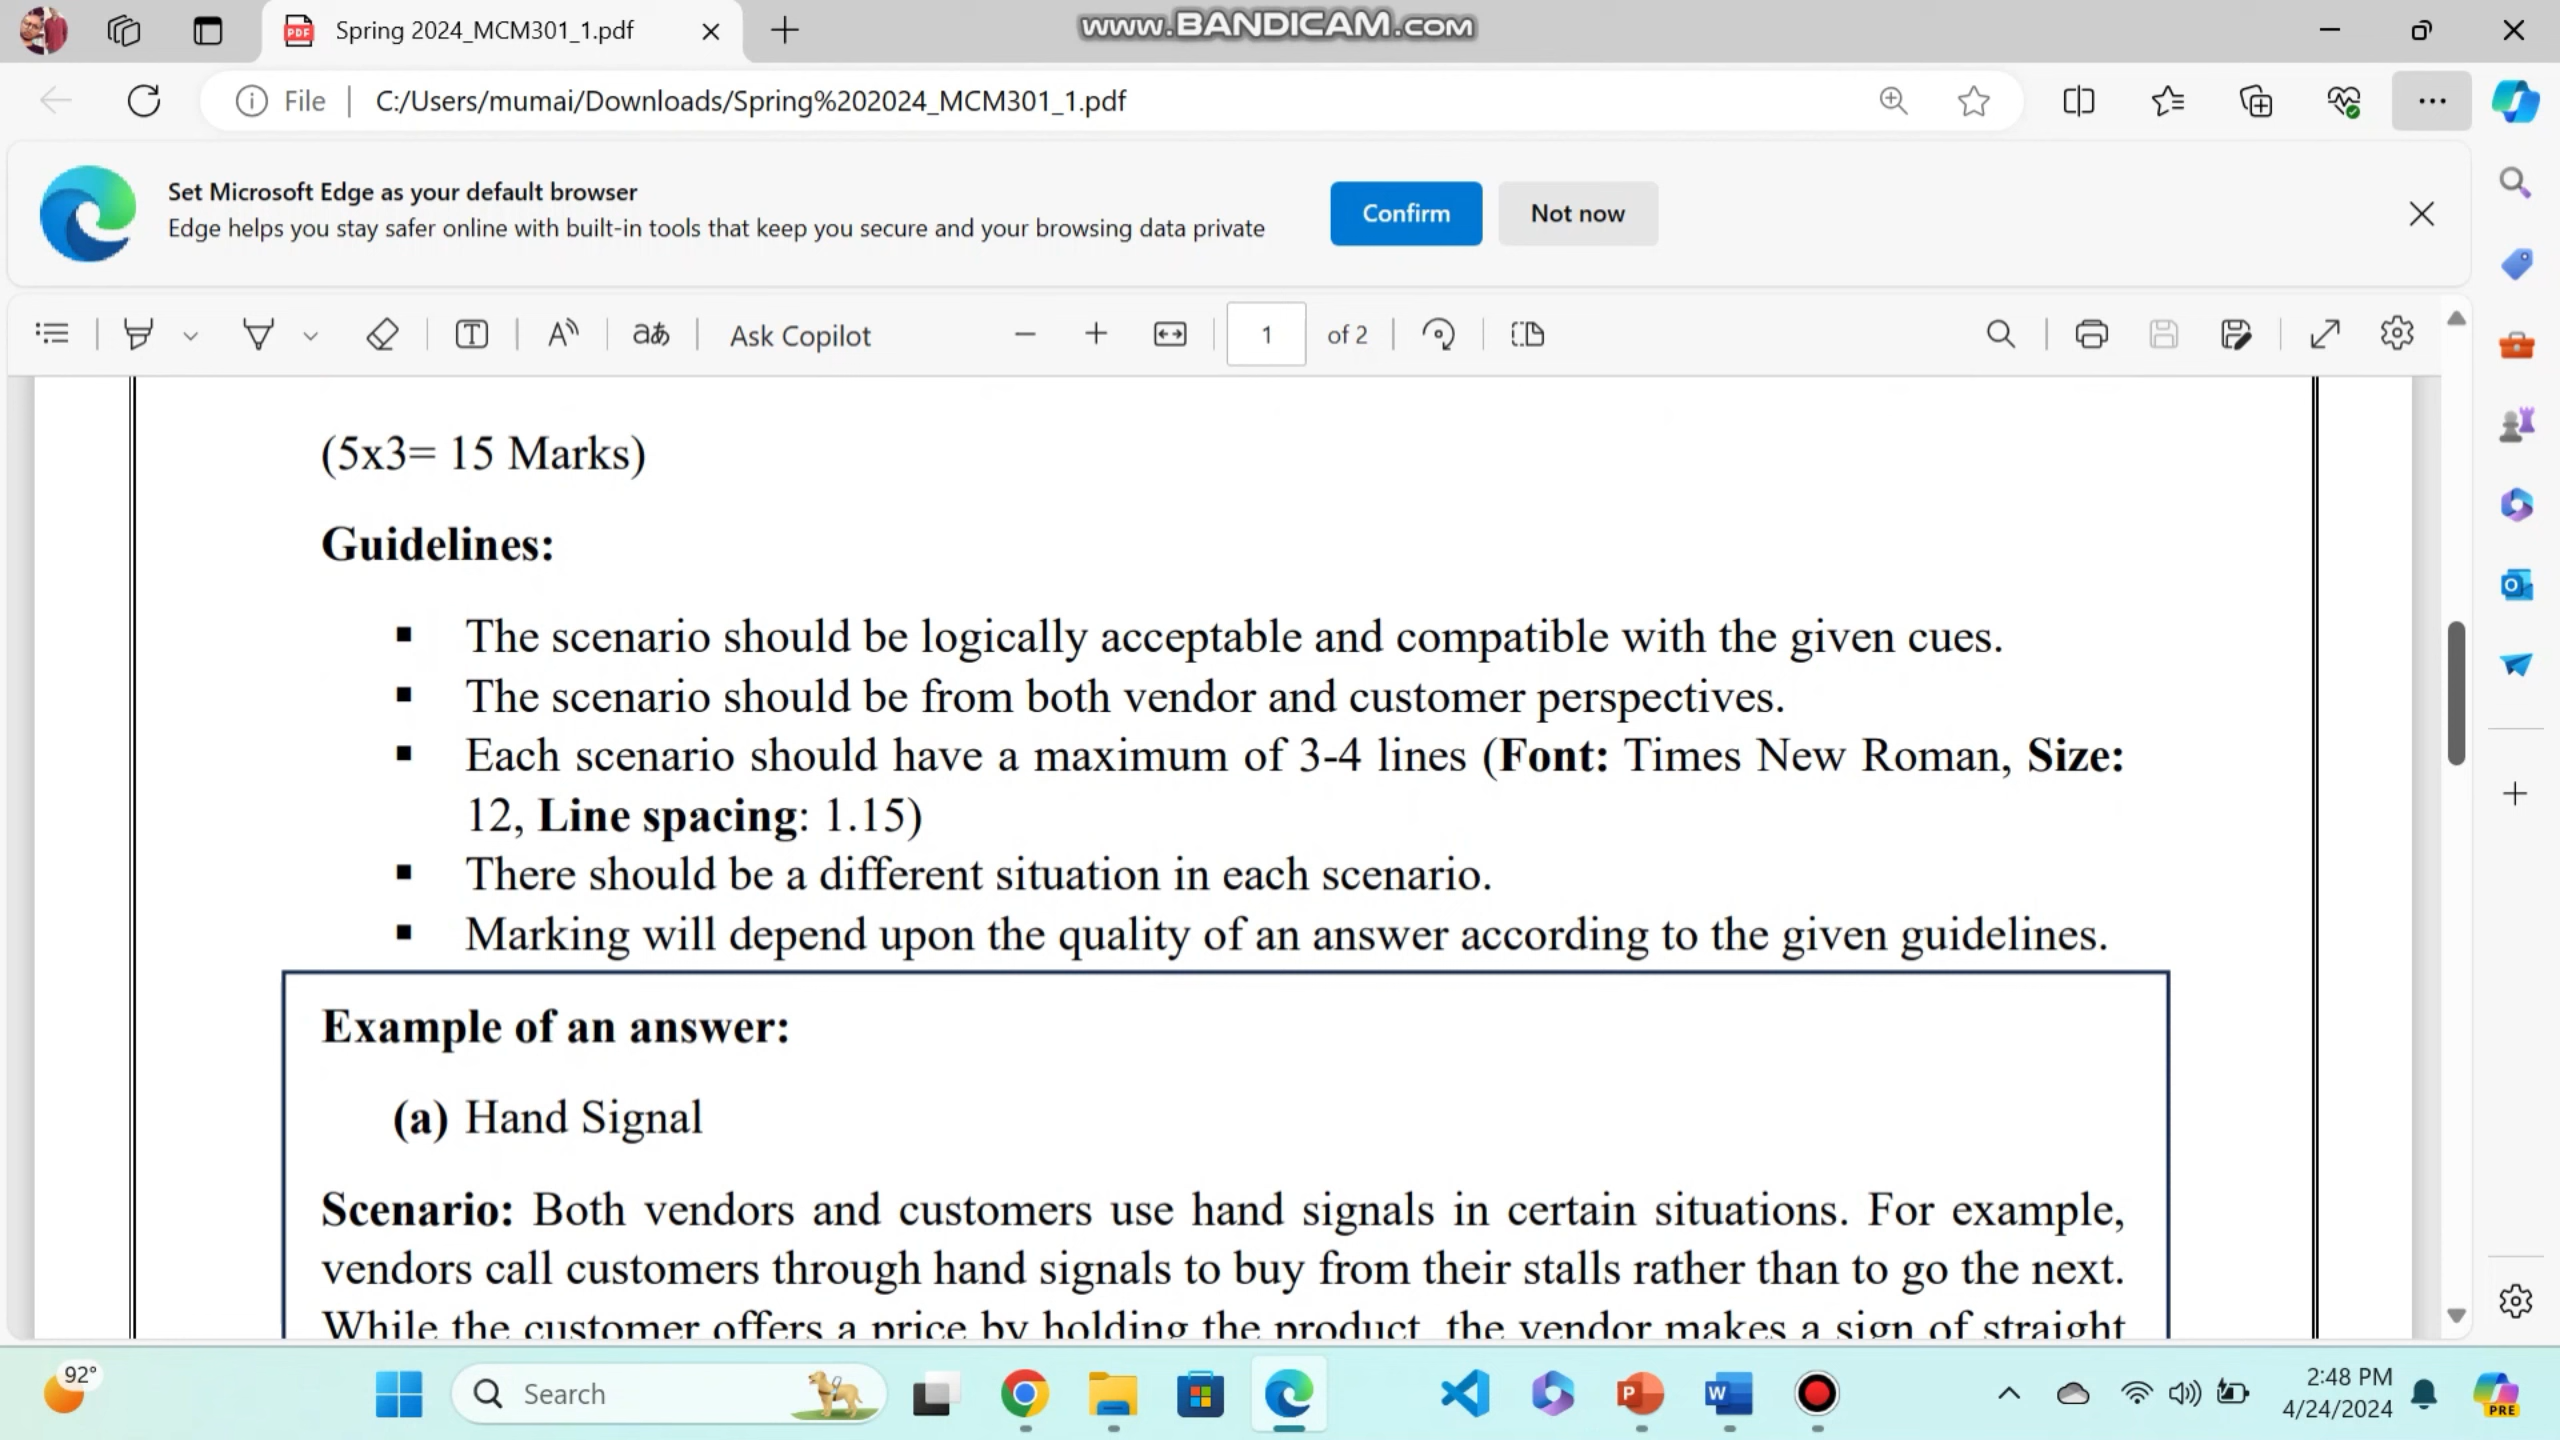 Spring 2024_MCM301_1.pdf
www.BANDICAM.com
File
C:/Users/mumai/Downloads/Spring%202024_MCM301_1.pdf
Set Microsoft Edge as your default browser
Edge helps you stay safer online with built-in tools that keep you secure and your browsing data private
Confirm
Not now
Ask Copilot
1 of 2
(5x3= 15 Marks)
Guidelines:
▪ The scenario should be logically acceptable and compatible with the given cues.
▪ The scenario should be from both vendor and customer perspectives.
▪ Each scenario should have a maximum of 3-4 lines (Font: Times New Roman, Size:
12, Line spacing: 1.15)
▪ There should be a different situation in each scenario.
▪ Marking will depend upon the quality of an answer according to the given guidelines.
Example of an answer:
(a) Hand Signal
Scenario: Both vendors and customers use hand signals in certain situations. For example,
vendors call customers through hand signals to buy from their stalls rather than to go the next.
While the customer offers a price by holding the product, the vendor makes a sign of straight
92°
Search
2:48 PM
4/24/2024
PRE